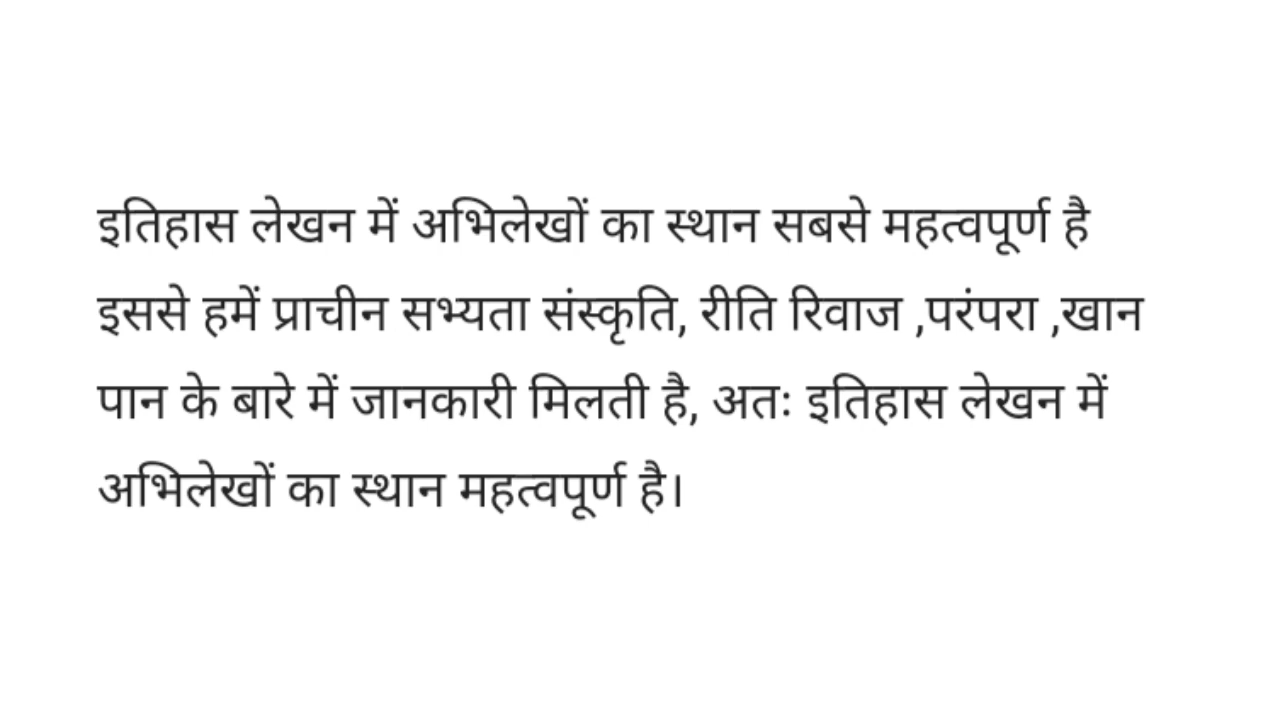 इतिहास लेखन में अभिलेखों का स्थान सबसे महत्वपूर्ण है
इससे हमें प्राचीन सभ्यता संस्कृति, रीति रिवाज ,परंपरा ,खान
पान के बारे में जानकारी मिलती है, अतः इतिहास लेखन में
अभिलेखों का स्थान महत्वपूर्ण है।